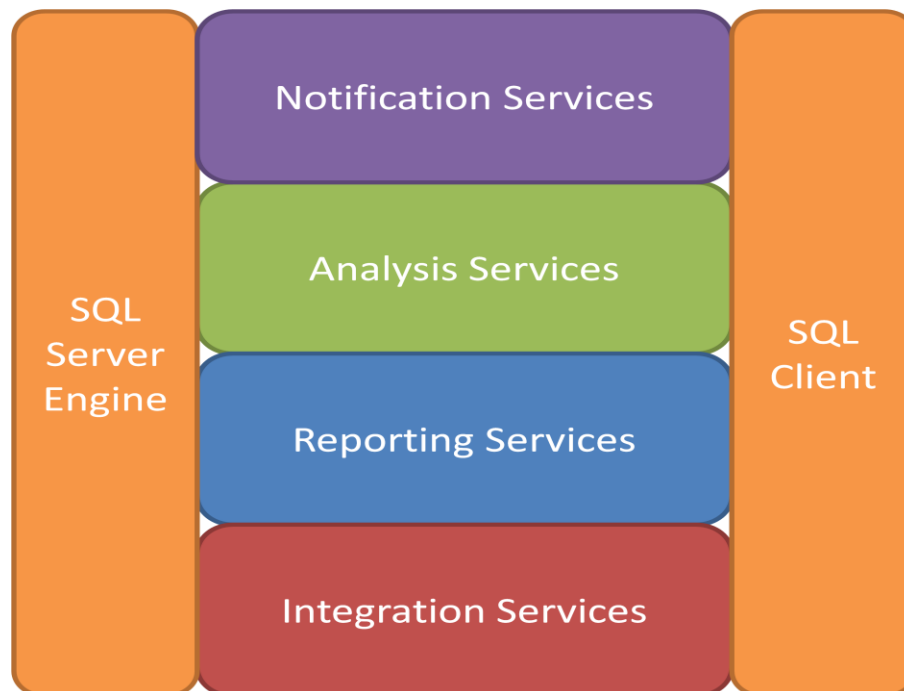 Notification Services
Analysis Services
SQL
Server
Engine
SQL
Client
Reporting Services
Integration Services